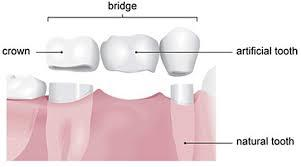 bridge
crown
artificial tooth
natural tooth